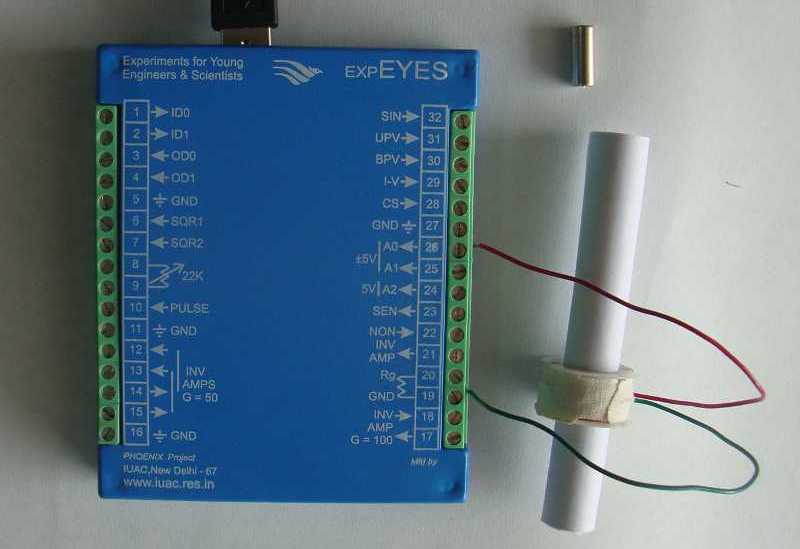 Experiments for Young
Engineers & Scientists
EXPEYES
1 ID0
2 ID1
3 OD0
4 OD1
5 GND
6 SQR1
7 SQR2
8
22K
9
10 PULSE
11 GND
12
13 INV
14 AMPS
G = 50
15
16 GND
SIN 32
UPV 31
BPV 30
I-V 29
CS 28
GND 27
A0 26
±5V
A1 25
5V A2 24
SEN 23
NON 22
INV
AMP 21
Rg 20
GND 19
INV 18
AMP
G = 100 17
PHOENIX Project
IUAC,New Delhi - 67
www.iuac.res.in
Mfd by